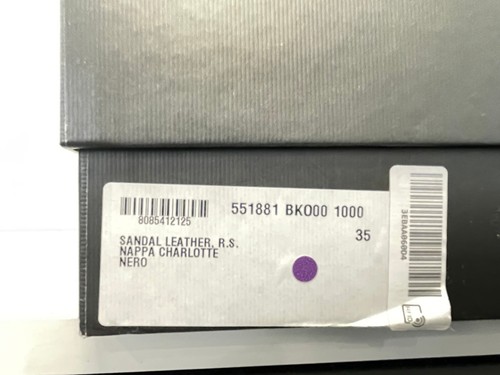 551881 BKO00 1000
8085412125
35
SANDAL LEATHER, R.S.
NAPPA CHARLOTTE
NERO